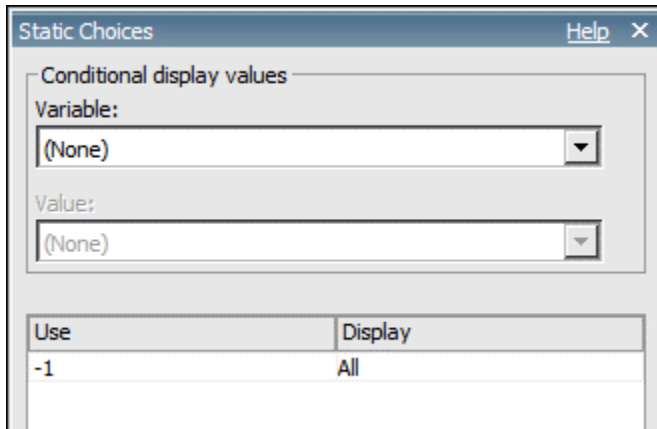 Static Choices Help ×
Conditional display values
Variable:
(None)
Value:
(None)
Use Display
-1 All